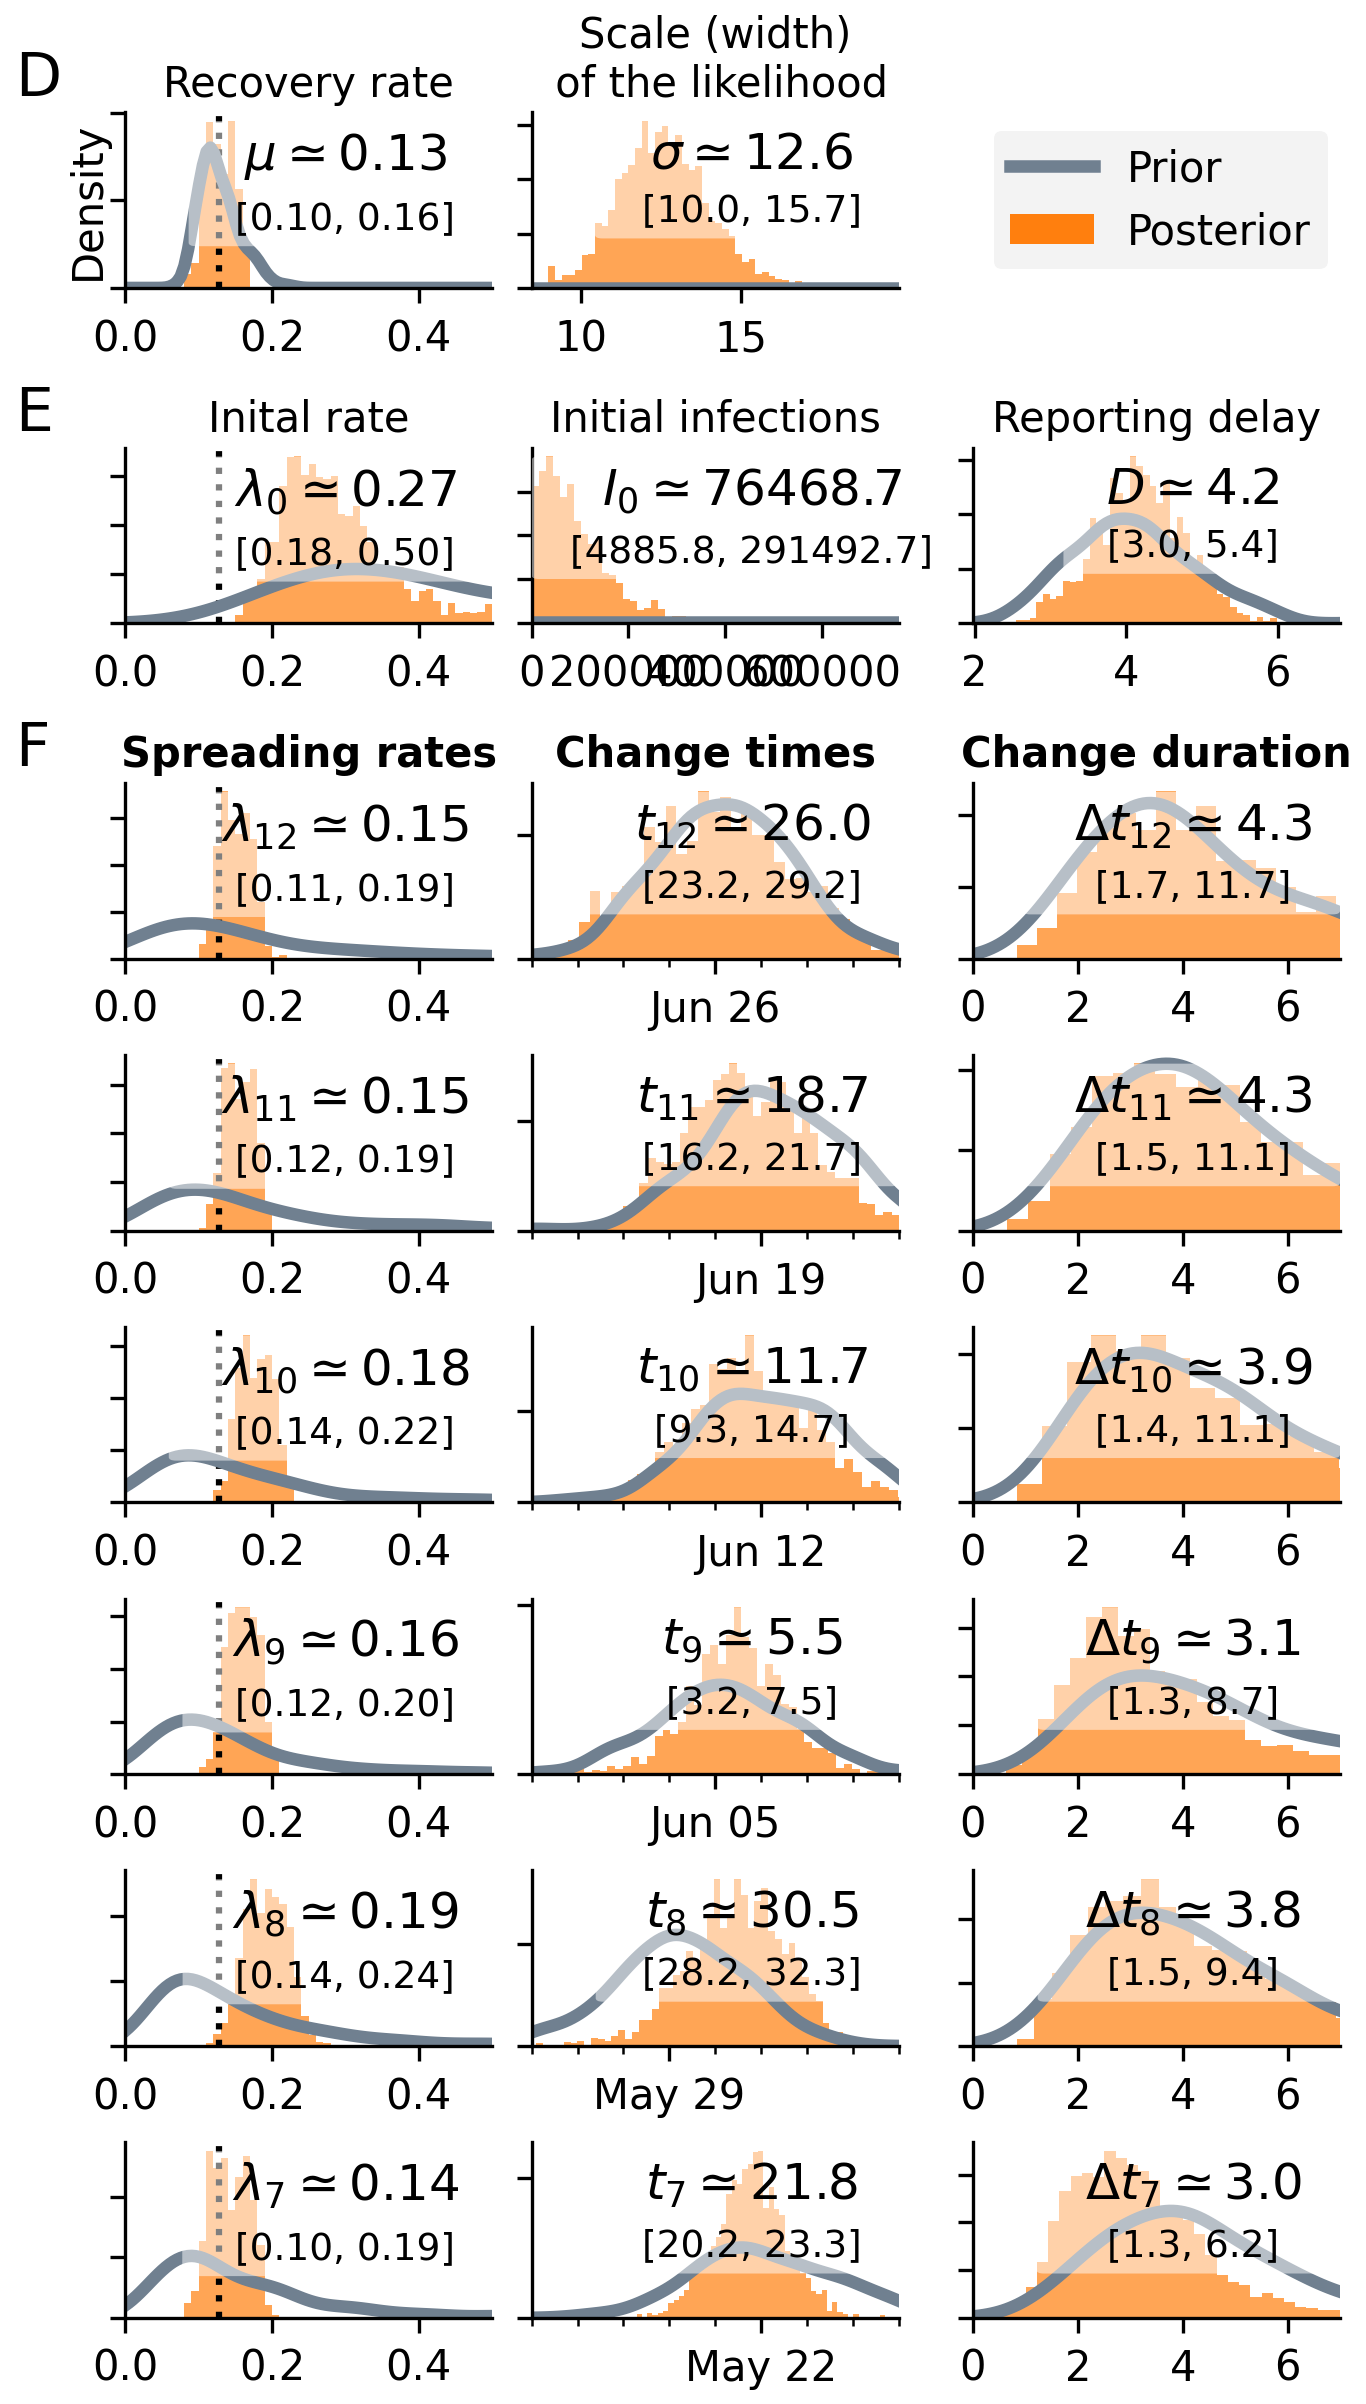 D
Recovery rate
Scale (width)
of the likelihood
Density
μ ≃ 0.13
[0.10, 0.16]
0.0 0.2 0.4
σ ≃ 12.6
[10.0, 15.7]
10 15
Prior
Posterior
E
Inital rate
Initial infections
Reporting delay
λ0 ≃ 0.27
[0.18, 0.50]
0.0 0.2 0.4
I0 ≃ 76468.7
[4885.8, 291492.7]
0 200000 400000 600000
D ≃ 4.2
[3.0, 5.4]
2 4 6
F
Spreading rates
Change times
Change duration
λ12 ≃ 0.15
[0.11, 0.19]
0.0 0.2 0.4
t12 ≃ 26.0
[23.2, 29.2]
Jun 26
Δt12 ≃ 4.3
[1.7, 11.7]
0 2 4 6
λ11 ≃ 0.15
[0.12, 0.19]
0.0 0.2 0.4
t11 ≃ 18.7
[16.2, 21.7]
Jun 19
Δt11 ≃ 4.3
[1.5, 11.1]
0 2 4 6
λ10 ≃ 0.18
[0.14, 0.22]
0.0 0.2 0.4
t10 ≃ 11.7
[9.3, 14.7]
Jun 12
Δt10 ≃ 3.9
[1.4, 11.1]
0 2 4 6
λ9 ≃ 0.16
[0.12, 0.20]
0.0 0.2 0.4
t9 ≃ 5.5
[3.2, 7.5]
Jun 05
Δt9 ≃ 3.1
[1.3, 8.7]
0 2 4 6
λ8 ≃ 0.19
[0.14, 0.24]
0.0 0.2 0.4
t8 ≃ 30.5
[28.2, 32.3]
May 29
Δt8 ≃ 3.8
[1.5, 9.4]
0 2 4 6
λ7 ≃ 0.14
[0.10, 0.19]
0.0 0.2 0.4
t7 ≃ 21.8
[20.2, 23.3]
May 22
Δt7 ≃ 3.0
[1.3, 6.2]
0 2 4 6